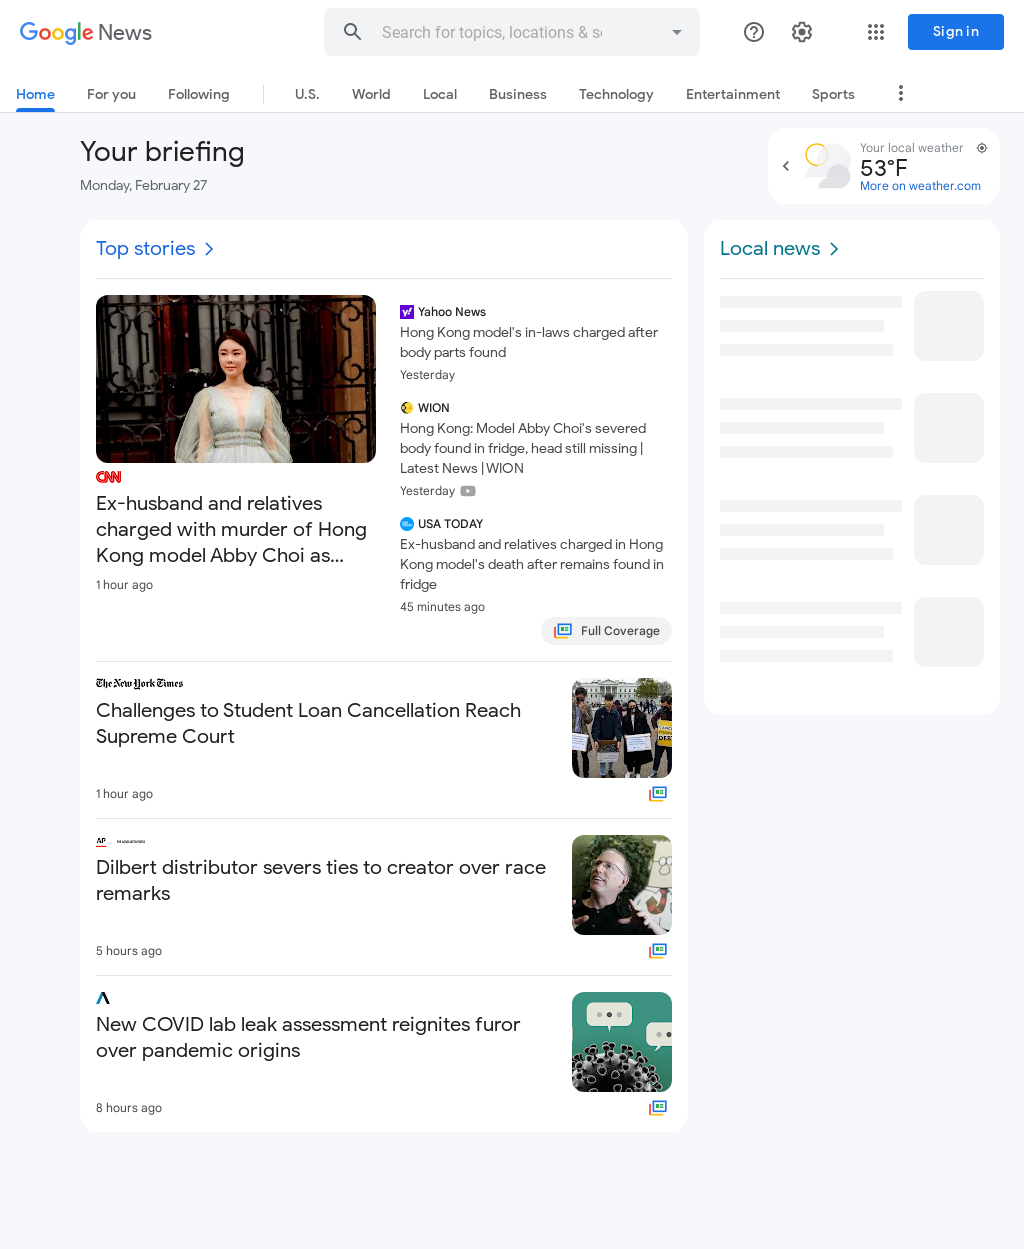 Google News
Search for topics, locations & so
Sign in
Home
For you
Following
U.S.
World
Local
Business
Technology
Entertainment
Sports
Your briefing
Monday, February 27
Your local weather
53°F
More on weather.com
Top stories
CNN
Ex-husband and relatives
charged with murder of Hong
Kong model Abby Choi as...
1 hour ago
Yahoo News
Hong Kong model's in-laws charged after
body parts found
Yesterday
WION
Hong Kong: Model Abby Choi's severed
body found in fridge, head still missing |
Latest News | WION
Yesterday
USA TODAY
Ex-husband and relatives charged in Hong
Kong model's death after remains found in
fridge
45 minutes ago
Full Coverage
The New York Times
Challenges to Student Loan Cancellation Reach
Supreme Court
1 hour ago
AP
Dilbert distributor severs ties to creator over race
remarks
5 hours ago
New COVID lab leak assessment reignites furor
over pandemic origins
8 hours ago
Local news